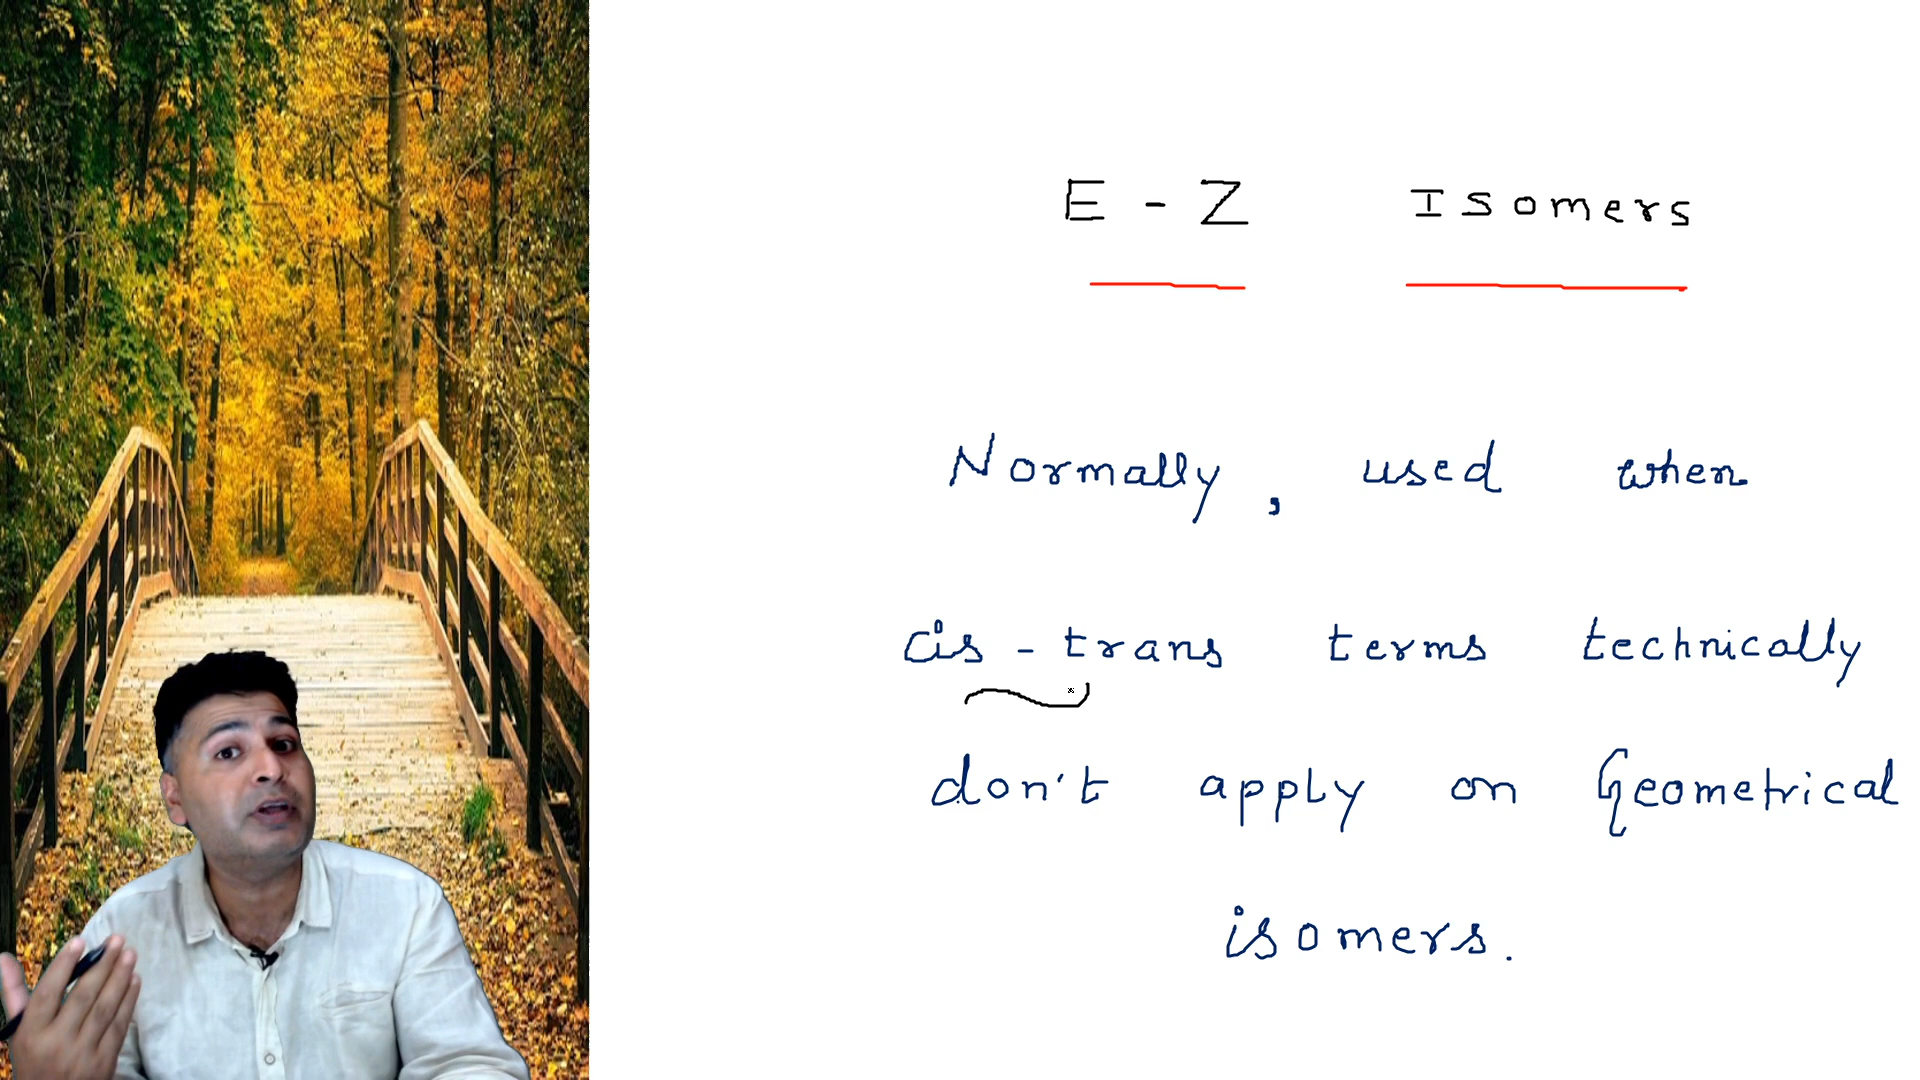 E - Z Isomers
Normally, used when
cis - trans terms technically
don't apply on Geometrical
isomers.